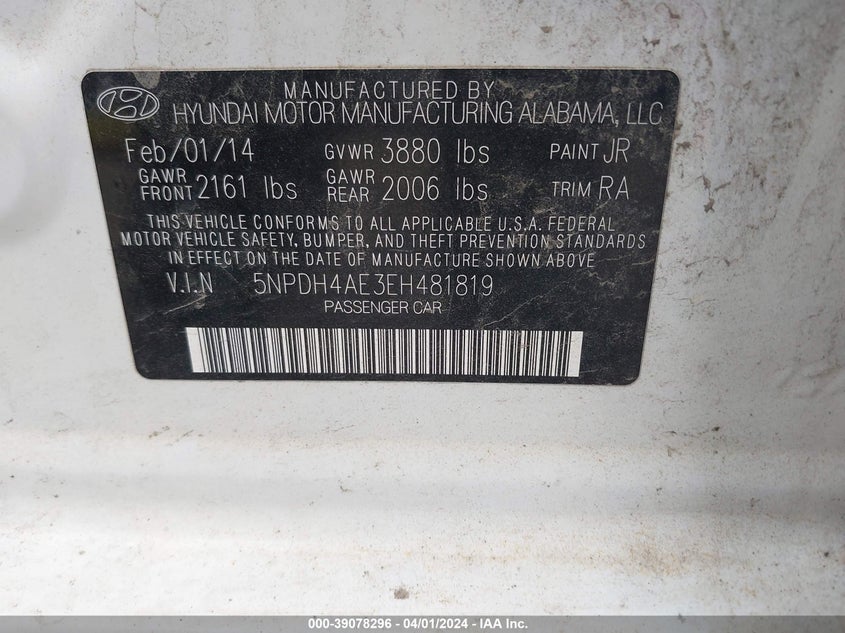 MANUFACTURED BY
HYUNDAI MOTOR MANUFACTURING ALABAMA, LLC
Feb/01/14 GVWR 3880 lbs PAINT JR
GAWR FRONT 2161 lbs GAWR REAR 2006 lbs TRIM RA
THIS VEHICLE CONFORMS TO ALL APPLICABLE U.S.A. FEDERAL
MOTOR VEHICLE SAFETY, BUMPER, AND THEFT PREVENTION STANDARDS
IN EFFECT ON THE DATE OF MANUFACTURE SHOWN ABOVE
V.I.N 5NPDH4AE3EH481819
PASSENGER CAR
000-39078296 - 04/01/2024 - IAA Inc.